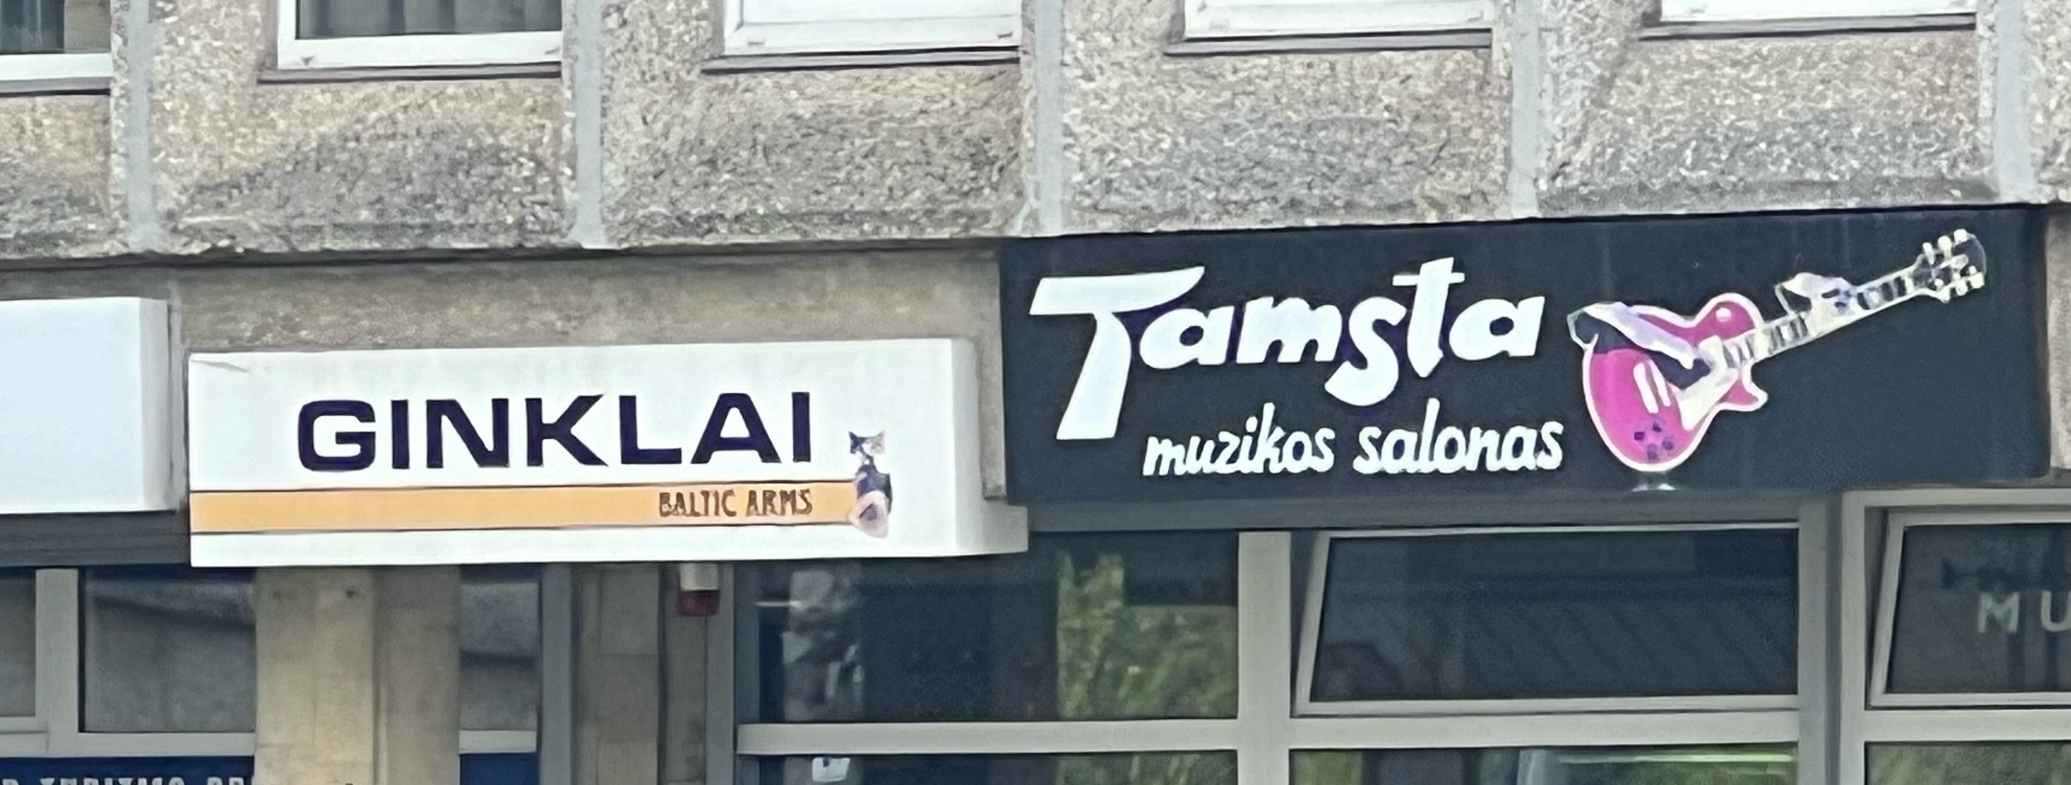 GINKLAI
BALTIC ARMS
Tamsta
muzikos salonas
MU